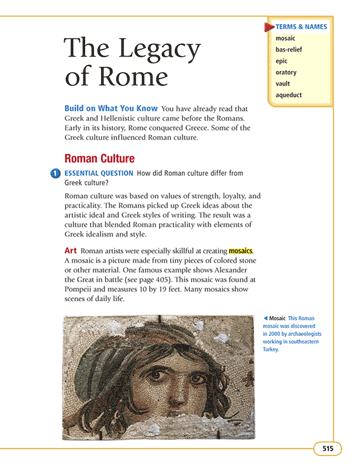 The Legacy
of Rome
TERMS & NAMES
mosaic
bas-relief
epic
oratory
vault
aqueduct
Build on What You Know You have already read that
Greek and Hellenistic culture came before the Romans.
Early in its history, Rome conquered Greece. Some of the
Greek culture influenced Roman culture.
Roman Culture
1 ESSENTIAL QUESTION How did Roman culture differ from
Greek culture?
Roman culture was based on values of strength, loyalty, and
practicality. The Romans picked up Greek ideas about the
artistic ideal and Greek styles of writing. The result was a
culture that blended Roman practicality with elements of
Greek idealism and style.
Art Roman artists were especially skillful at creating mosaics.
A mosaic is a picture made from tiny pieces of colored stone
or other material. One famous example shows Alexander
the Great in battle (see page 405). This mosaic was found at
Pompeii and measures 10 by 19 feet. Many mosaics show
scenes of daily life.
Mosaic This Roman
mosaic was discovered
in 2000 by archaeologists
working in southeastern
Turkey.
515